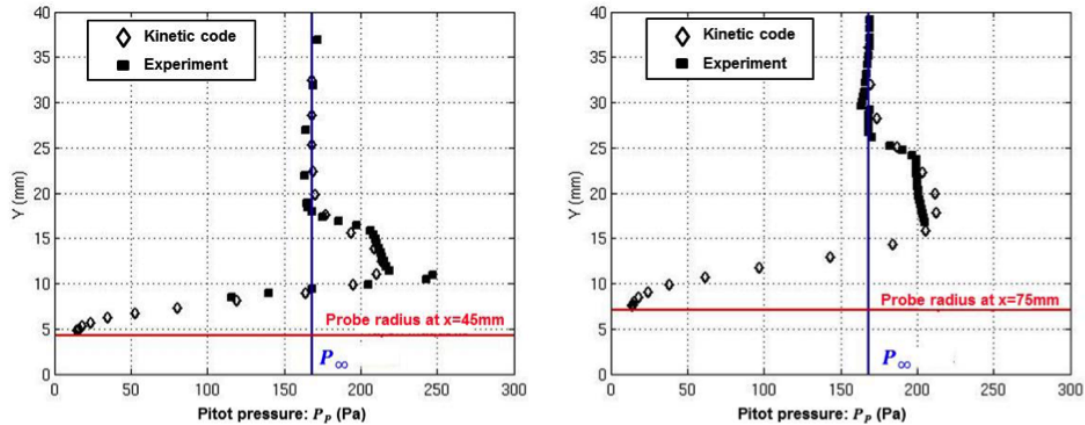 40
35
30
25
20
15
10
5
0
Y (mm)
Kinetic code
Experiment
Probe radius at x=45mm
P∞
0 50 100 150 200 250 300
Pitot pressure: P_P (Pa)
40
35
30
25
20
15
10
5
0
Y (mm)
Kinetic code
Experiment
Probe radius at x=75mm
P∞
0 50 100 150 200 250 300
Pitot pressure: P_P (Pa)